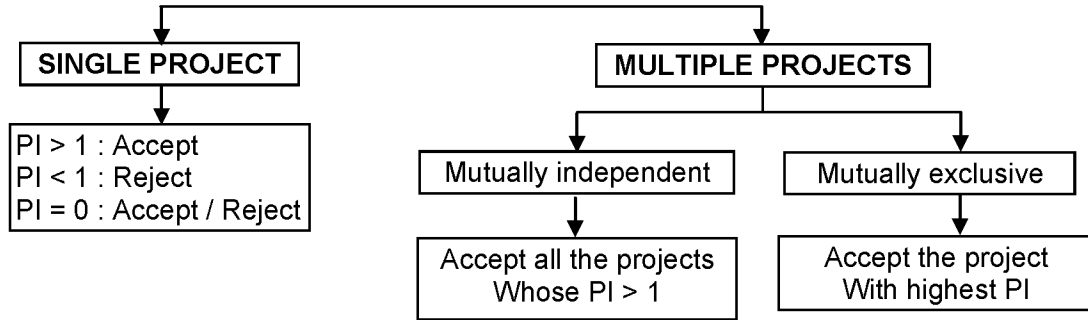 SINGLE PROJECT
PI > 1 : Accept
PI < 1 : Reject
PI = 0 : Accept / Reject
MULTIPLE PROJECTS
Mutually independent
Accept all the projects
Whose PI > 1
Mutually exclusive
Accept the project
With highest PI